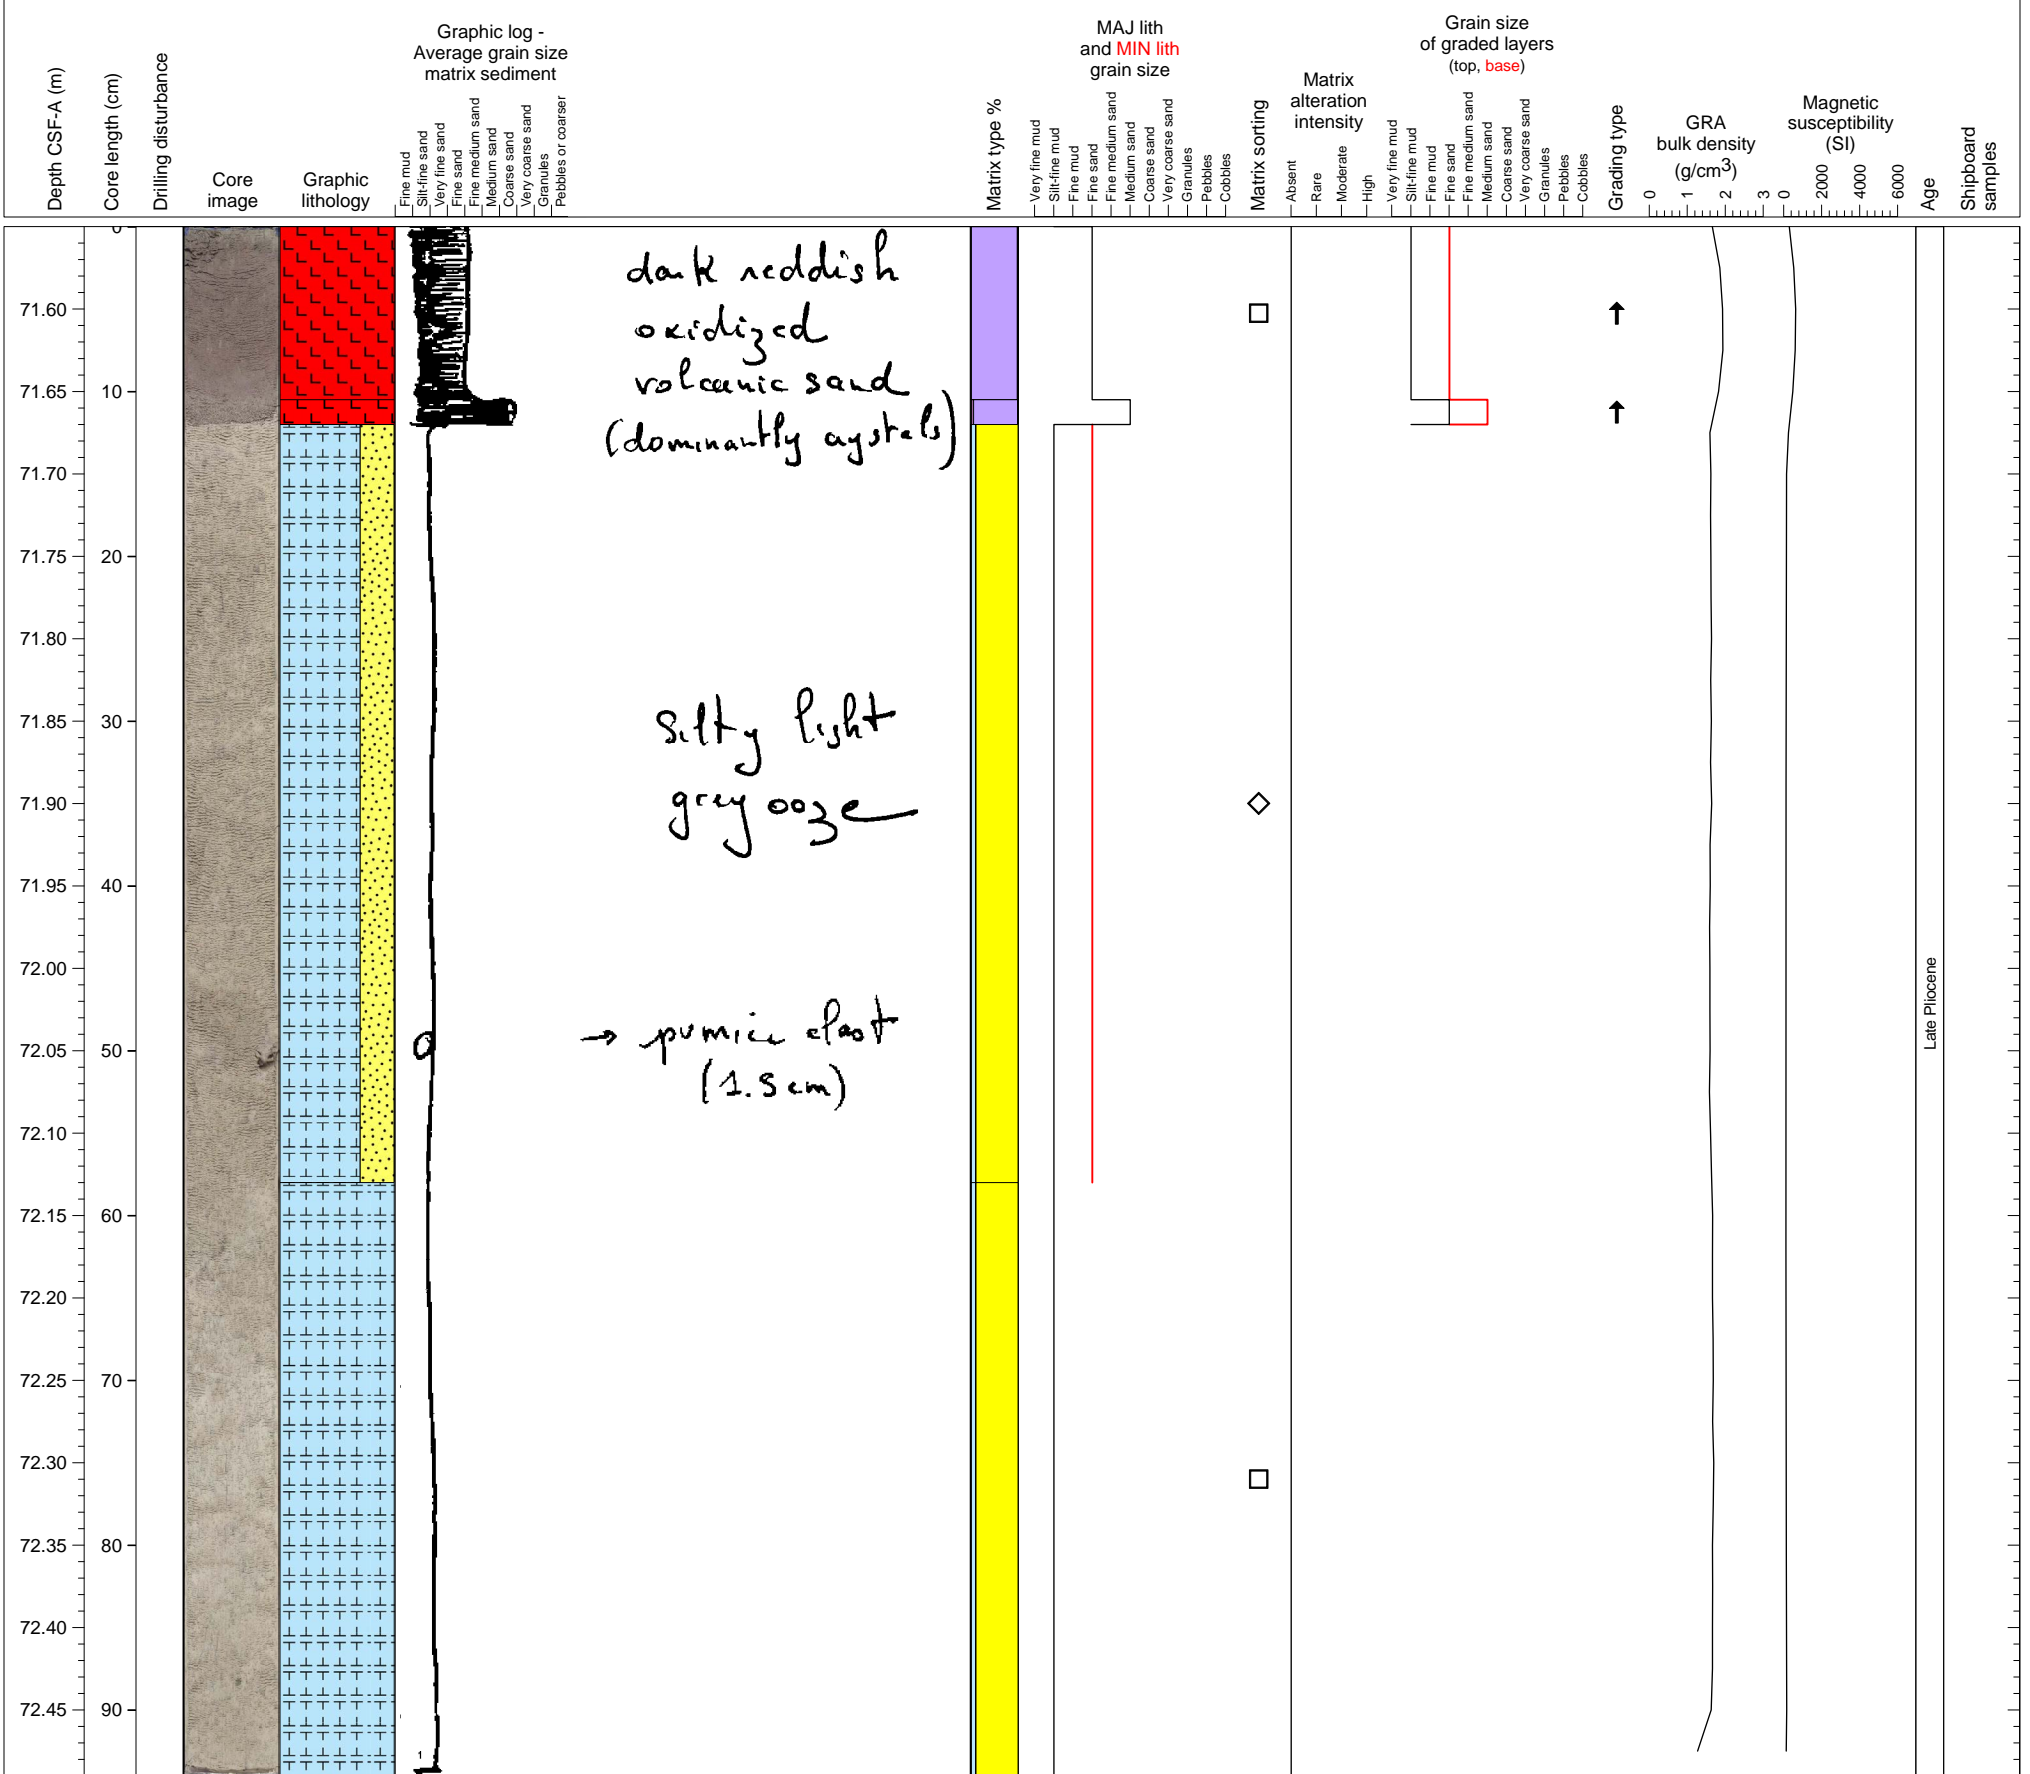 Graphic log -
Average grain size
matrix sediment
MAJ lith
and MIN lith
grain size
Grain size
of graded layers
(top, base)
Matrix
alteration
intensity
GRA
bulk density
(g/cm3)
Magnetic
susceptibility
(SI)
Depth CSF-A (m)
Core length (cm)
Drilling disturbance
Core
image
Graphic
lithology
Fine mud
Silt-fine sand
Very fine sand
Fine sand
Fine medium sand
Medium sand
Coarse sand
Very coarse sand
Granules
Pebbles or coarser
Matrix type %
Very fine mud
Silt-fine mud
Fine mud
Fine sand
Fine medium sand
Medium sand
Coarse sand
Very coarse sand
Granules
Pebbles
Cobbles
Matrix sorting
Absent
Rare
Moderate
High
Very fine mud
Silt-fine mud
Fine mud
Fine sand
Fine medium sand
Medium sand
Coarse sand
Very coarse sand
Granules
Pebbles
Cobbles
Grading type
0 1 2 3
0 2000 4000 6000
Age
Shipboard
samples
0
71.60
71.65 10
71.70
71.75 20
71.80
71.85 30
71.90
71.95 40
72.00
72.05 50
72.10
72.15 60
72.20
72.25 70
72.30
72.35 80
72.40
72.45 90
dark reddish
oxidized
volcanic sand
(dominantly crystals)
Silty light
grey ooze
→ pumice clast
(1.5 cm)
Late Pliocene
1